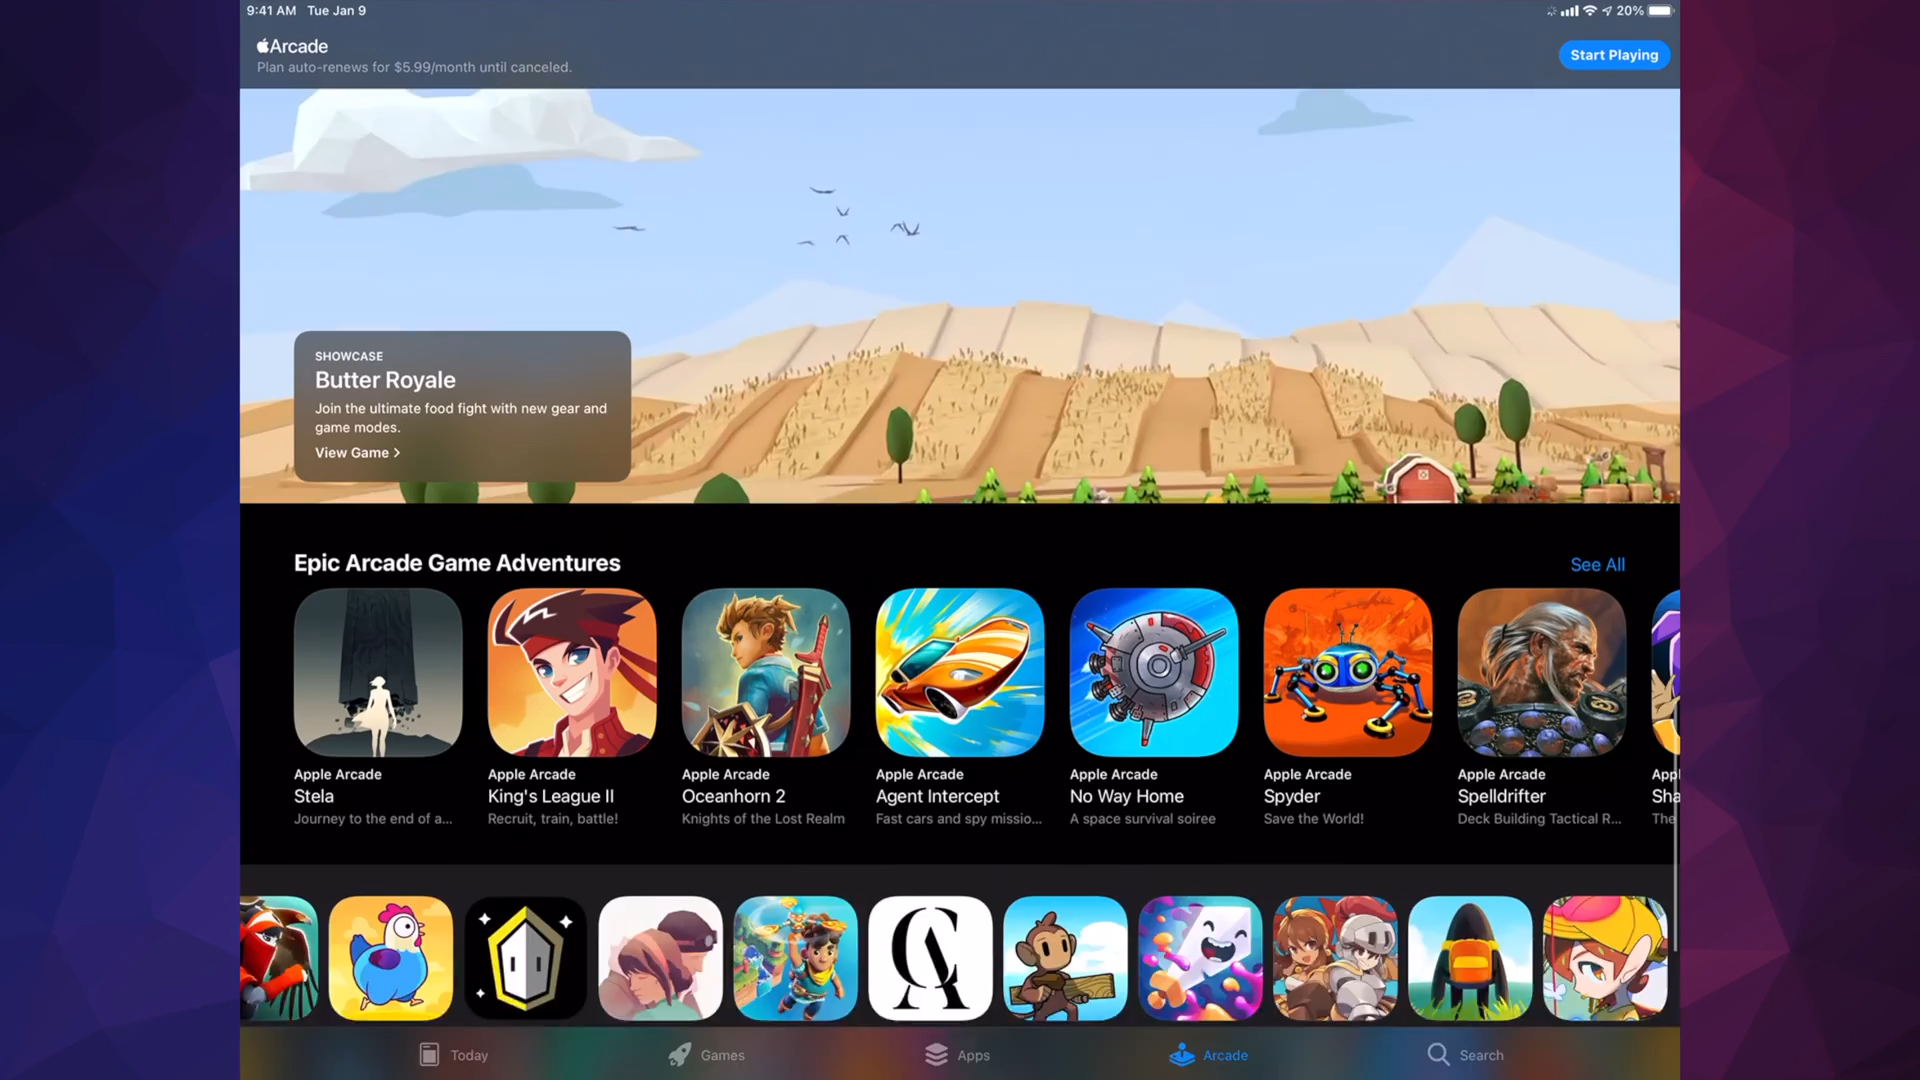 9:41 AM Tue Jan 9
20%
Arcade
Plan auto-renews for $5.99/month until canceled.
Start Playing
SHOWCASE
Butter Royale
Join the ultimate food fight with new gear and
game modes.
View Game >
Epic Arcade Game Adventures
See All
Apple Arcade
Stela
Journey to the end of a...
Apple Arcade
King's League II
Recruit, train, battle!
Apple Arcade
Oceanhorn 2
Knights of the Lost Realm
Apple Arcade
Agent Intercept
Fast cars and spy missio...
Apple Arcade
No Way Home
A space survival soiree
Apple Arcade
Spyder
Save the World!
Apple Arcade
Spelldrifter
Deck Building Tactical R...
Appl
Sha
The
Today
Games
Apps
Arcade
Search